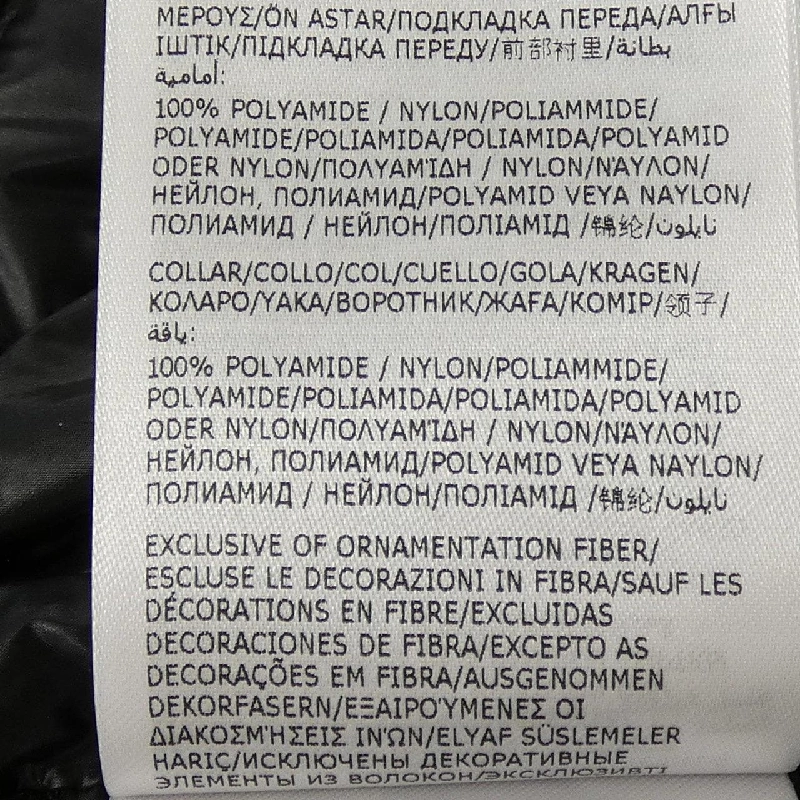 ΜΕΡΟΥΣ/ÖN ASTAR/ПОДКЛАДКА ПЕРЕДА/АЛҒЫ
ІШТІК/ПІДКЛАДКА ПЕРЕДУ/前部衬里/بطانة
أمامية:
100% POLYAMIDE / NYLON/POLIAMMIDE/
POLYAMIDE/POLIAMIDA/POLIAMIDA/POLYAMID
ODER NYLON/ΠΟΛΥΑΜΊΔΗ / NYLON/ΝΆΥΛΟΝ/
НЕЙЛОН, ПОЛИАМИД/POLYAMID VEYA NAYLON/
ПОЛИАМИД / НЕЙЛОН/ПОЛІАМІД /锦纶/نايلون
COLLAR/COLLO/COL/CUELLO/GOLA/KRAGEN/
ΚΟΛΑΡΟ/YAKA/ВОРОТНИК/ЖАҒА/КОМІР/领子/
ياقة:
100% POLYAMIDE / NYLON/POLIAMMIDE/
POLYAMIDE/POLIAMIDA/POLIAMIDA/POLYAMID
ODER NYLON/ΠΟΛΥΑΜΊΔΗ / NYLON/ΝΆΥΛΟΝ/
НЕЙЛОН, ПОЛИАМИД/POLYAMID VEYA NAYLON/
ПОЛИАМИД / НЕЙЛОН/ПОЛІАМІД /锦纶/نايلون
EXCLUSIVE OF ORNAMENTATION FIBER/
ESCLUSE LE DECORAZIONI IN FIBRA/SAUF LES
DÉCORATIONS EN FIBRE/EXCLUIDAS
DECORACIONES DE FIBRA/EXCEPTO AS
DECORAÇÕES EM FIBRA/AUSGENOMMEN
DEKORFASERN/ΕΞΑΙΡΟΎΜΕΝΕΣ ΟΙ
ΔΙΑΚΟΣΜΉΣΕΙΣ ΙΝΏΝ/ELYAF SÜSLEMELER
HARİÇ/ИСКЛЮЧЕНЫ ДЕКОРАТИВНЫЕ
ЭЛЕМЕНТЫ ИЗ ВОЛОКОН/ЭКСКЛЮЗИВТІ